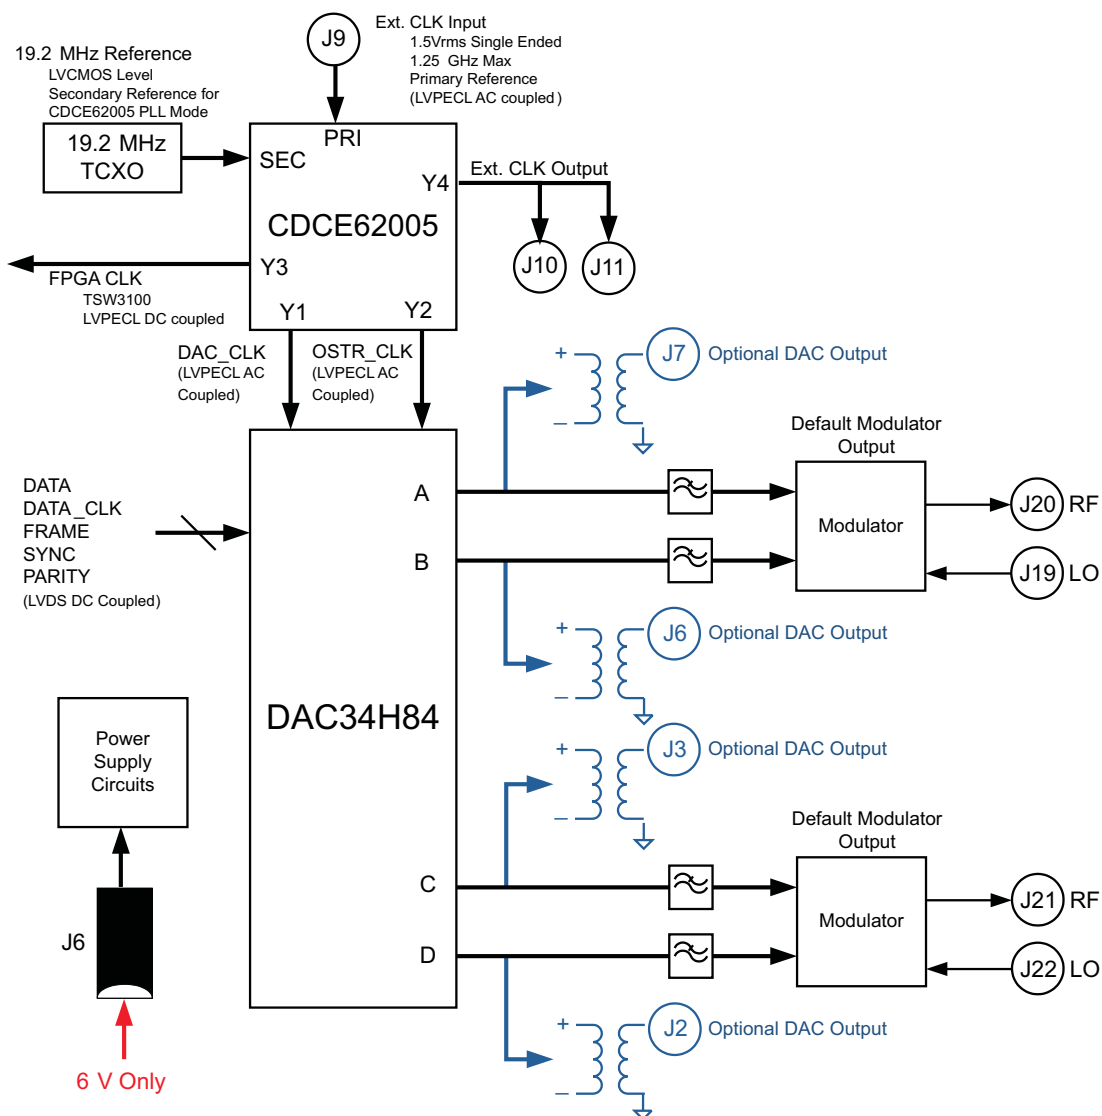 J9
Ext. CLK Input
1.5Vrms Single Ended
1.25 GHz Max
Primary Reference
(LVPECL AC coupled)
19.2 MHz Reference
LVCMOS Level
Secondary Reference for
CDCE62005 PLL Mode
19.2 MHz
TCXO
PRI
SEC
Y4
CDCE62005
Y3
Y1
Y2
Ext. CLK Output
J10
J11
FPGA CLK
TSW3100
LVPECL DC coupled
DAC_CLK
(LVPECL AC
Coupled)
OSTR_CLK
(LVPECL AC
Coupled)
+
–
J7
Optional DAC Output
DATA
DATA_CLK
FRAME
SYNC
PARITY
(LVDS DC Coupled)
A
B
DAC34H84
C
D
Default Modulator
Output
Modulator
J20 RF
J19 LO
+
–
J6
Optional DAC Output
+
–
J3
Optional DAC Output
Power
Supply
Circuits
J6
6 V Only
Default Modulator
Output
Modulator
J21 RF
J22 LO
+
–
J2
Optional DAC Output